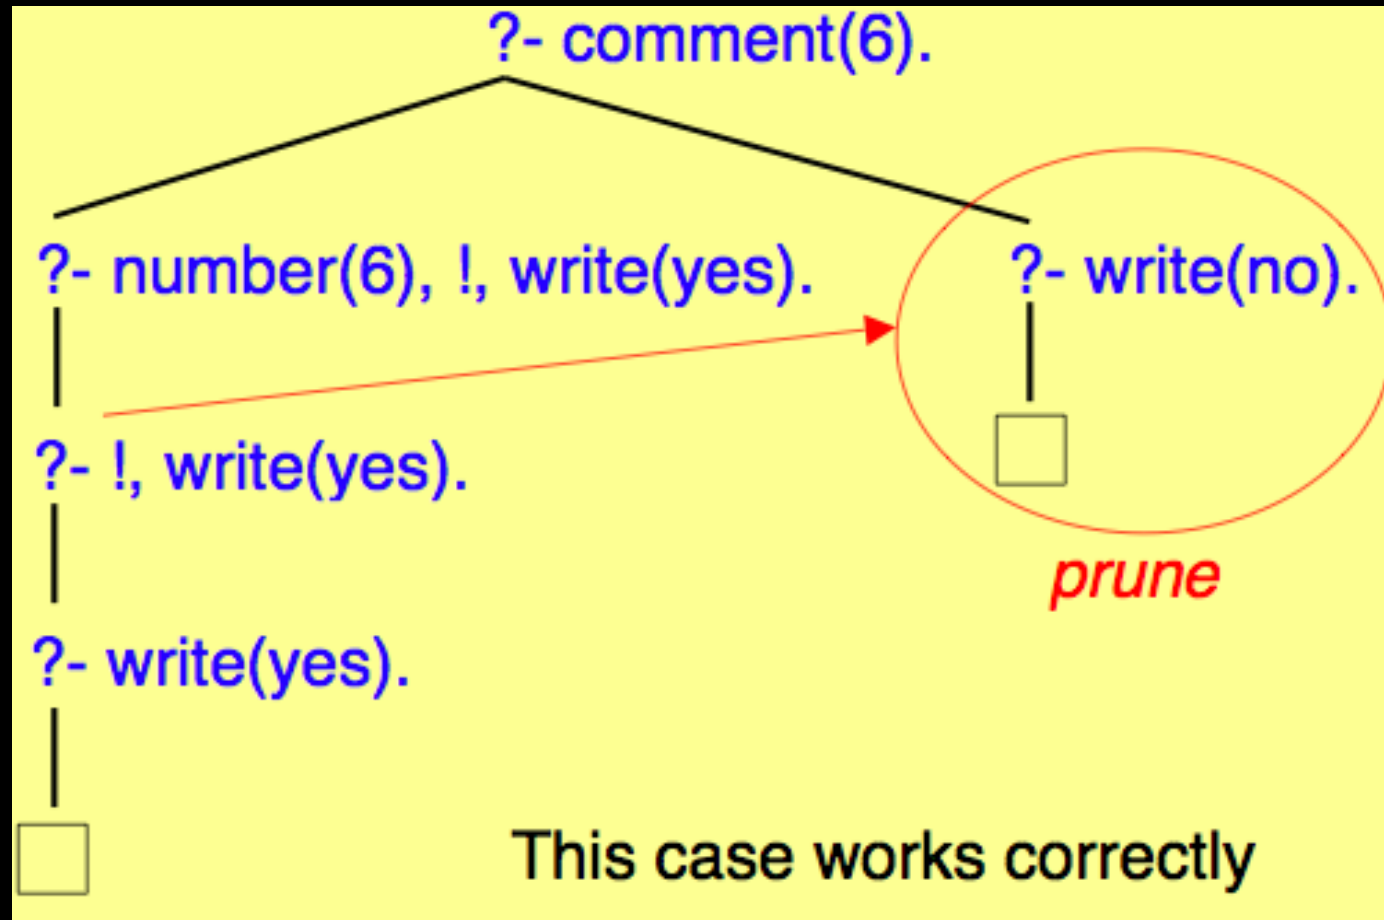 ?- comment(6).
?- number(6), !, write(yes).
?- write(no).
?- !, write(yes).
prune
?- write(yes).
This case works correctly